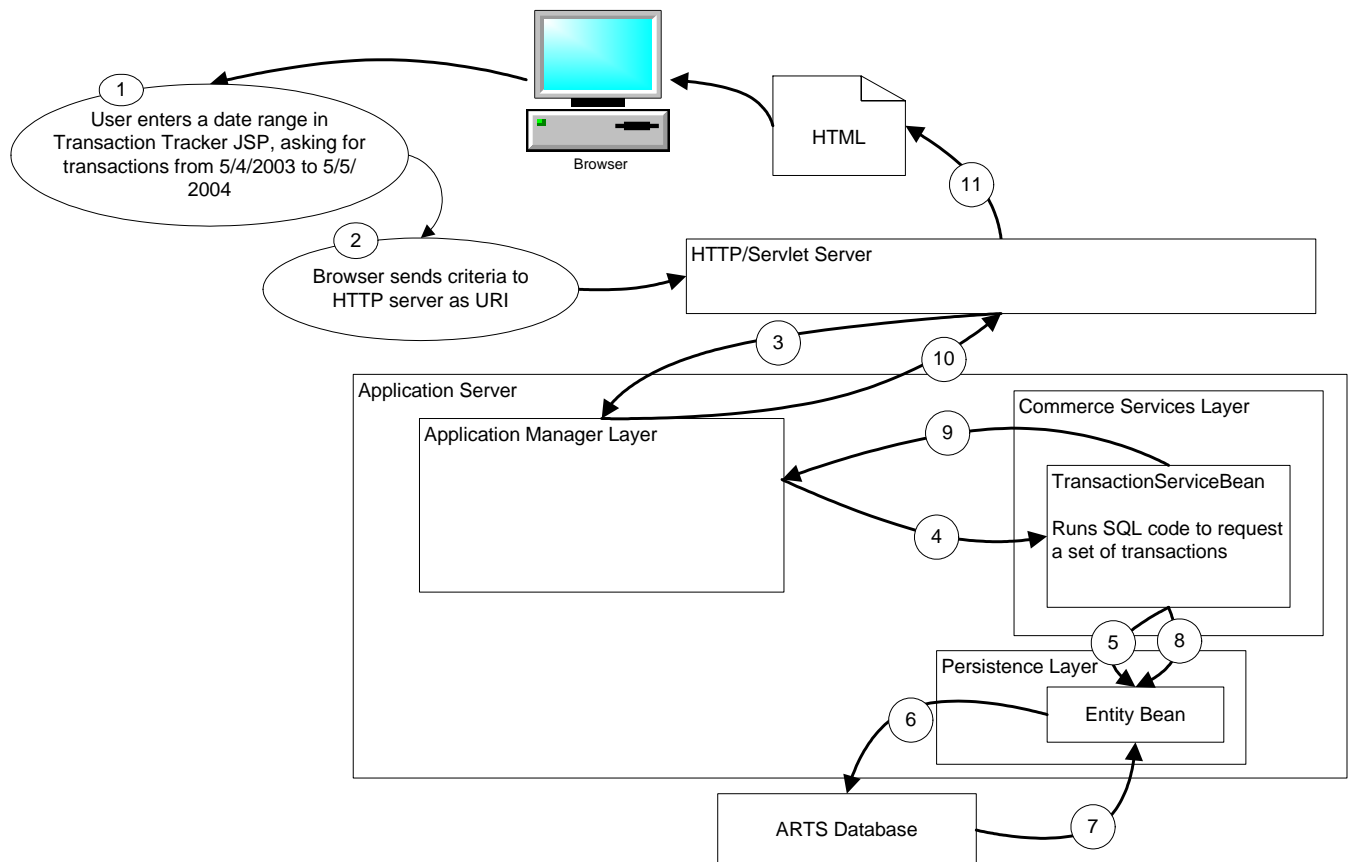 1
User enters a date range in
Transaction Tracker JSP, asking for
transactions from 5/4/2003 to 5/5/
2004
Browser
HTML
11
2
Browser sends criteria to
HTTP server as URI
HTTP/Servlet Server
3
10
Application Server
Application Manager Layer
Commerce Services Layer
9
TransactionServiceBean
Runs SQL code to request
a set of transactions
4
5
8
Persistence Layer
Entity Bean
6
ARTS Database
7